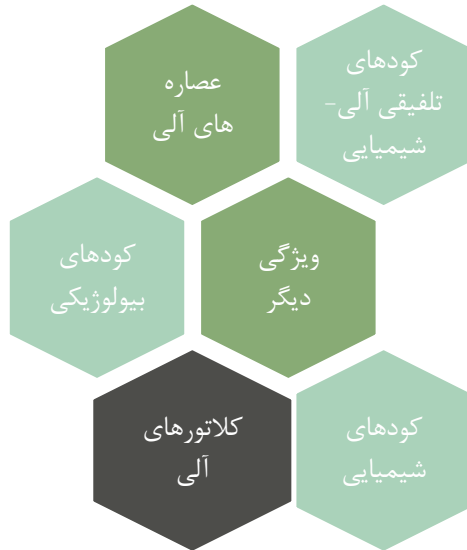 کودهای
تلفیقی آلی-
شیمیایی
عصاره
های آلی
ویژگی
دیگر
کودهای
بیولوژیکی
کودهای
شیمیایی
کلاتورهای
آلی